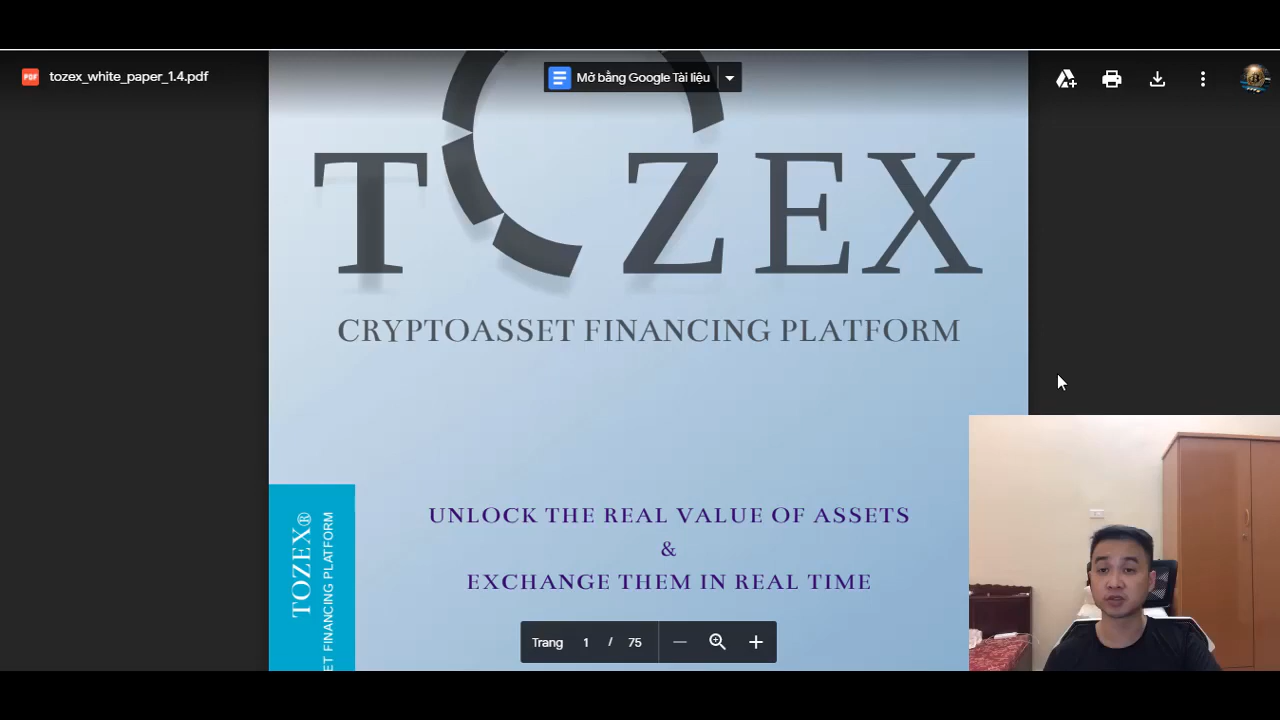 tozex_white_paper_1.4.pdf
Mở bằng Google Tài liệu
TOZEX
CRYPTOASSET FINANCING PLATFORM
UNLOCK THE REAL VALUE OF ASSETS
&
EXCHANGE THEM IN REAL TIME
TOZEX®
ET FINANCING PLATFORM
Trang 1 / 75